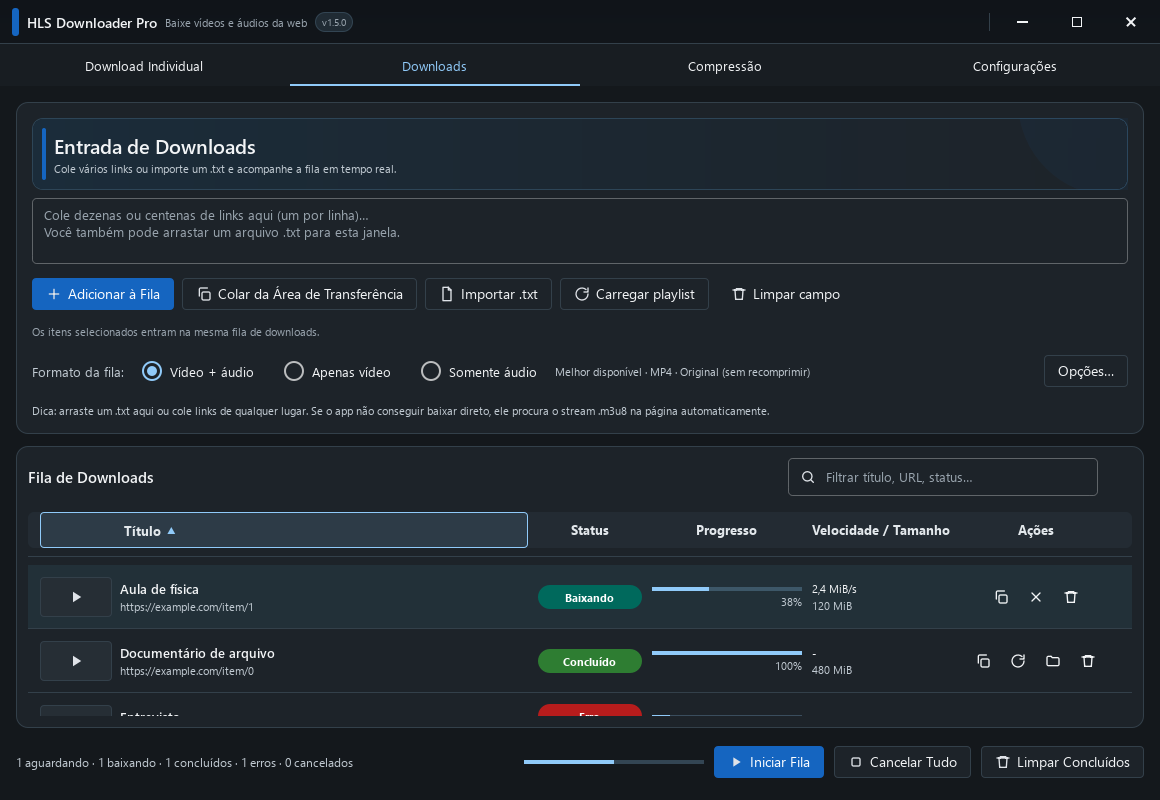 HLS Downloader Pro Baixe vídeos e áudios da web v1.5.0
Download Individual Downloads Compressão Configurações
Entrada de Downloads
Cole vários links ou importe um .txt e acompanhe a fila em tempo real.
Cole dezenas ou centenas de links aqui (um por linha)...
Você também pode arrastar um arquivo .txt para esta janela.
Adicionar à Fila Colar da Área de Transferência Importar .txt Carregar playlist Limpar campo
Os itens selecionados entram na mesma fila de downloads.
Formato da fila: Vídeo + áudio Apenas vídeo Somente áudio Melhor disponível · MP4 · Original (sem recomprimir) Opções...
Dica: arraste um .txt aqui ou cole links de qualquer lugar. Se o app não conseguir baixar direto, ele procura o stream .m3u8 na página automaticamente.
Fila de Downloads Filtrar título, URL, status...
Título Status Progresso Velocidade / Tamanho Ações
Aula de física Baixando 2,4 MiB/s
https://example.com/item/1 38% 120 MiB
Documentário de arquivo Concluído -
https://example.com/item/0 100% 480 MiB
1 aguardando · 1 baixando · 1 concluídos · 1 erros · 0 cancelados Iniciar Fila Cancelar Tudo Limpar Concluídos